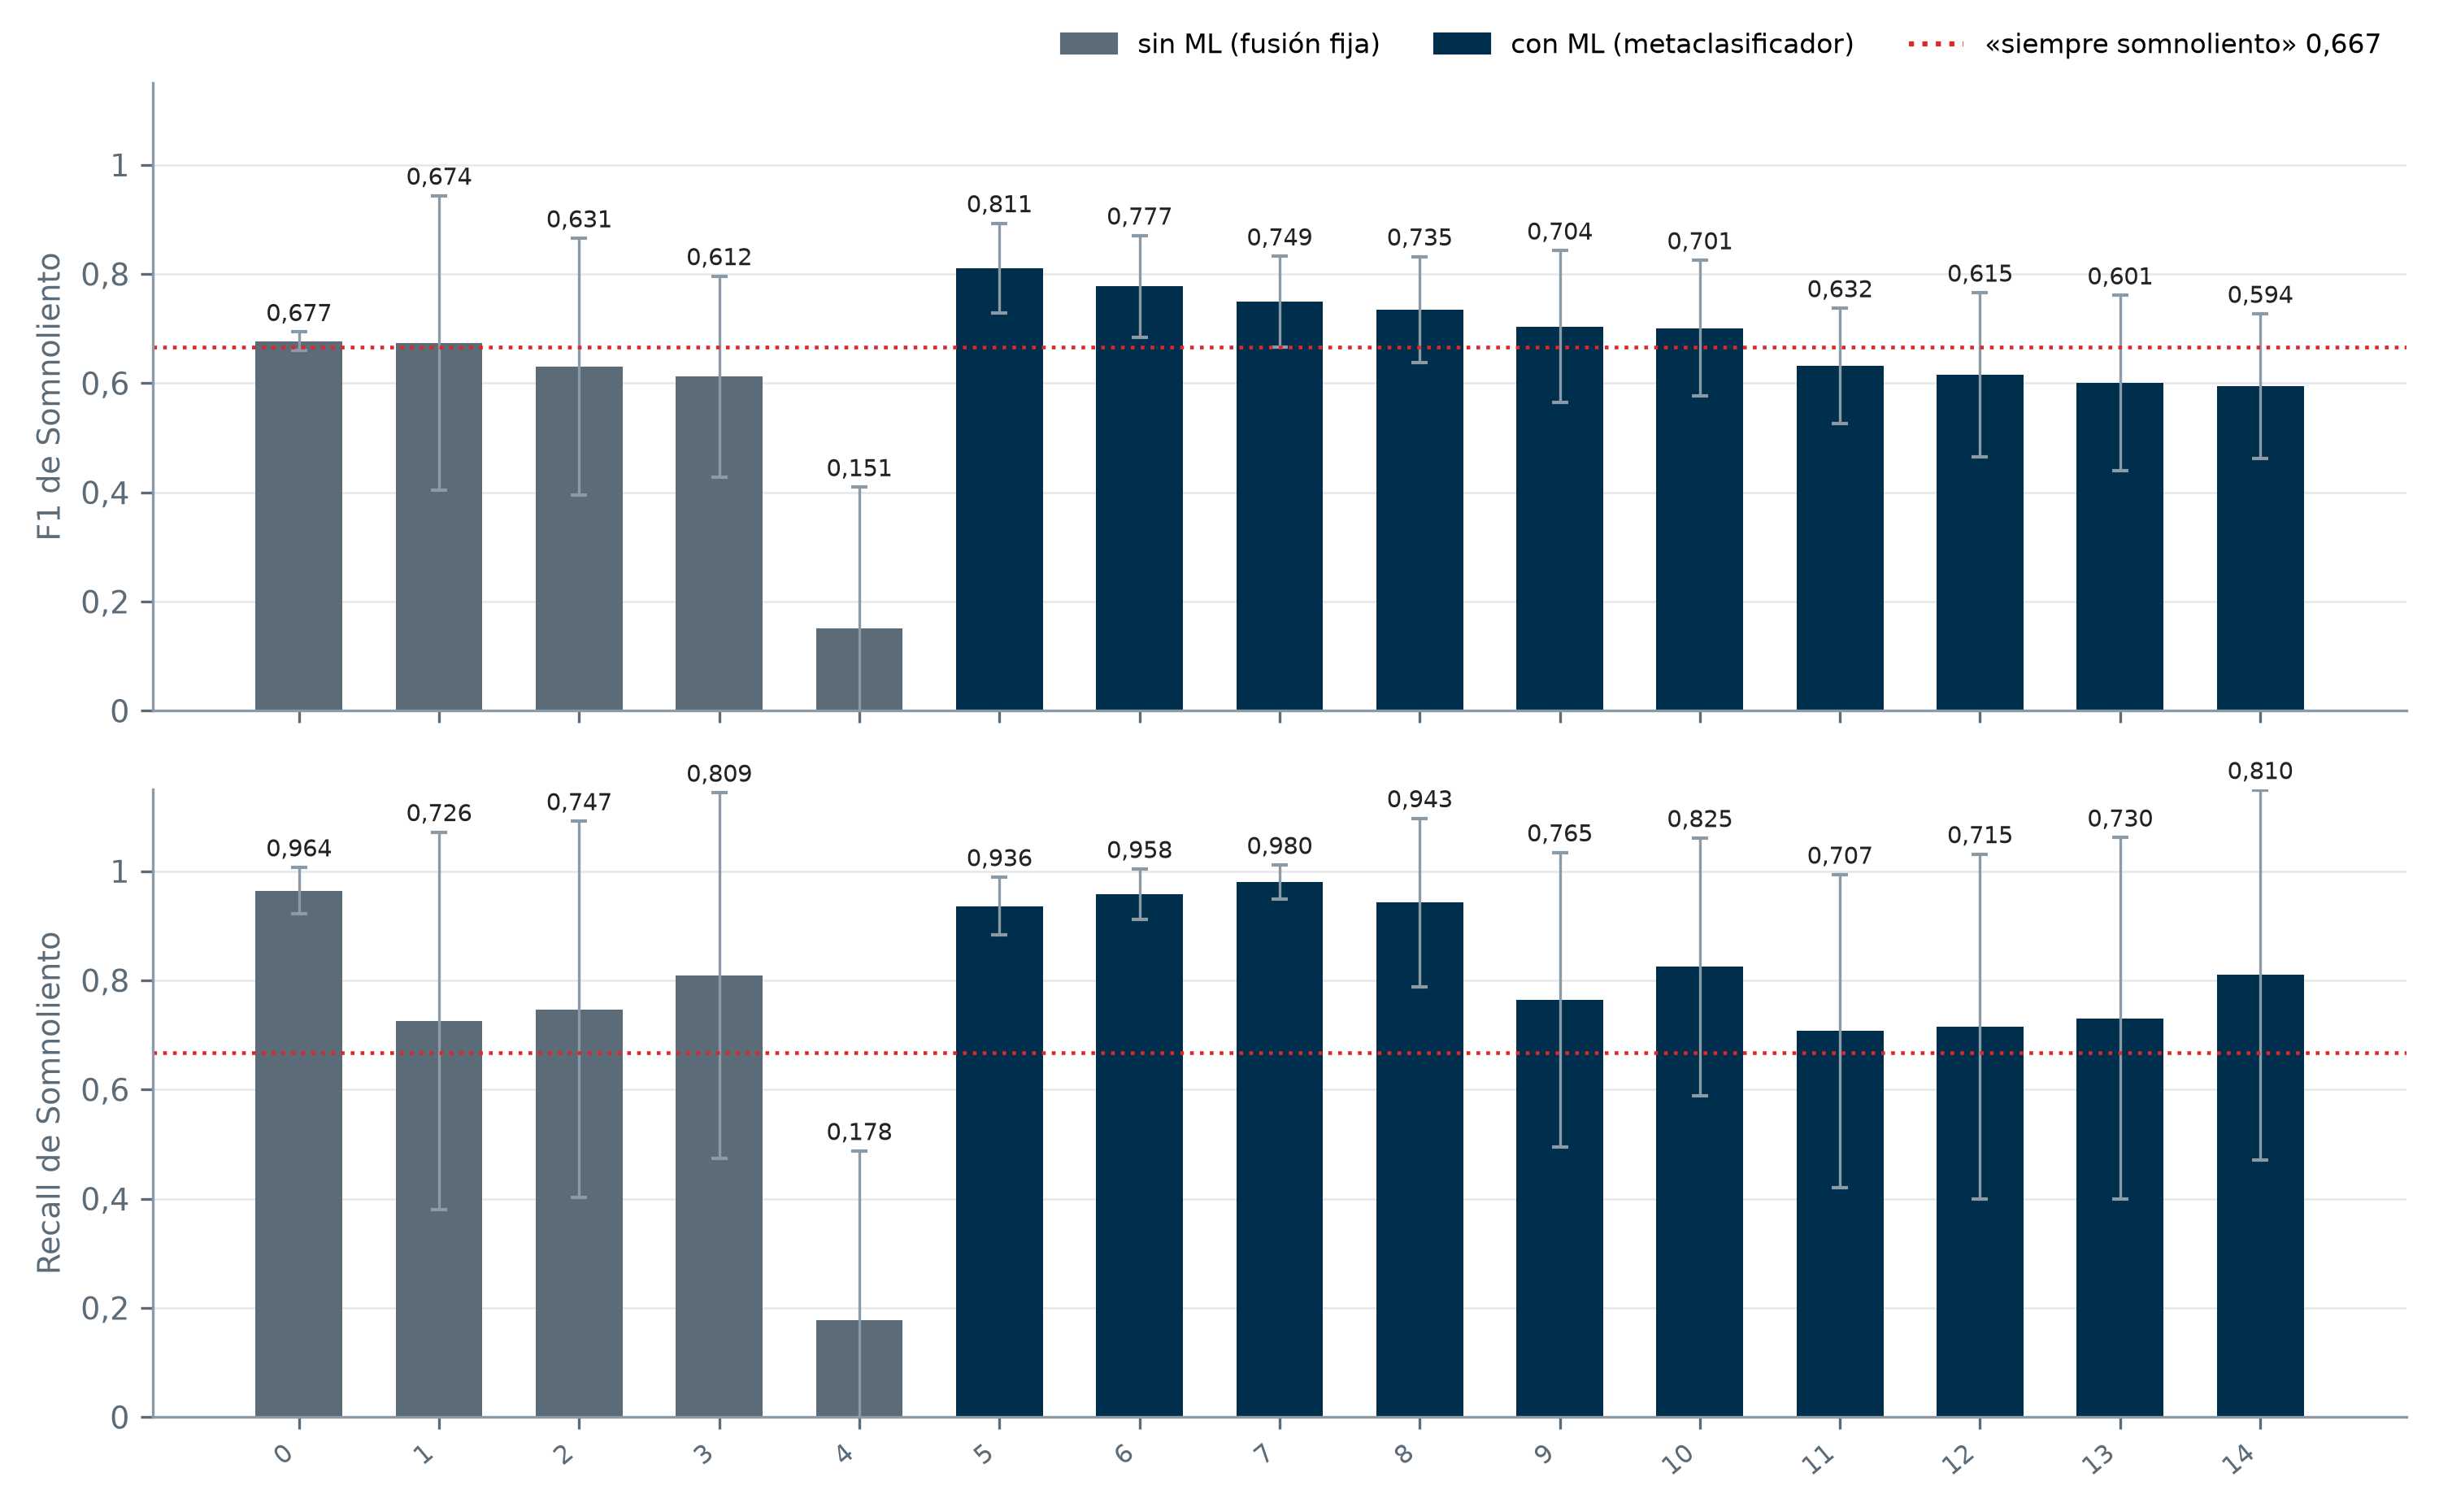 sin ML (fusión fija) con ML (metaclasificador) «siempre somnoliento» 0,667
F1 de Somnoliento
1
0,8
0,6
0,4
0,2
0
0,677 0,674 0,631 0,612 0,151 0,811 0,777 0,749 0,735 0,704 0,701 0,632 0,615 0,601 0,594
Recall de Somnoliento
1
0,8
0,6
0,4
0,2
0
0,964 0,726 0,747 0,809 0,178 0,936 0,958 0,980 0,943 0,765 0,825 0,707 0,715 0,730 0,810
0 1 2 3 4 5 6 7 8 9 10 11 12 13 14